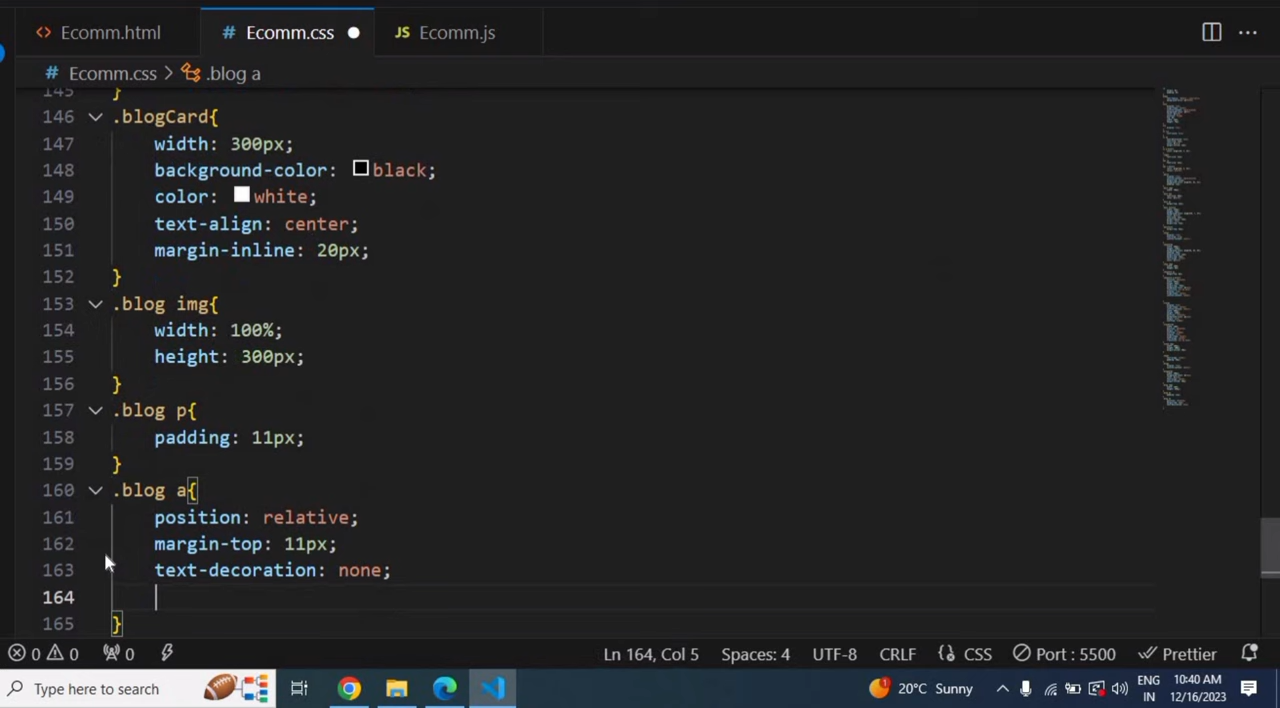 Ecomm.html
# Ecomm.css
JS Ecomm.js
# Ecomm.css > .blog a
145 }
146 .blogCard{
147 width: 300px;
148 background-color: black;
149 color: white;
150 text-align: center;
151 margin-inline: 20px;
152 }
153 .blog img{
154 width: 100%;
155 height: 300px;
156 }
157 .blog p{
158 padding: 11px;
159 }
160 .blog a{
161 position: relative;
162 margin-top: 11px;
163 text-decoration: none;
164
165 }
0 0 0 Ln 164, Col 5 Spaces: 4 UTF-8 CRLF {} CSS Port : 5500 Prettier
Type here to search
1 20°C Sunny
ENG
IN
10:40 AM
12/16/2023